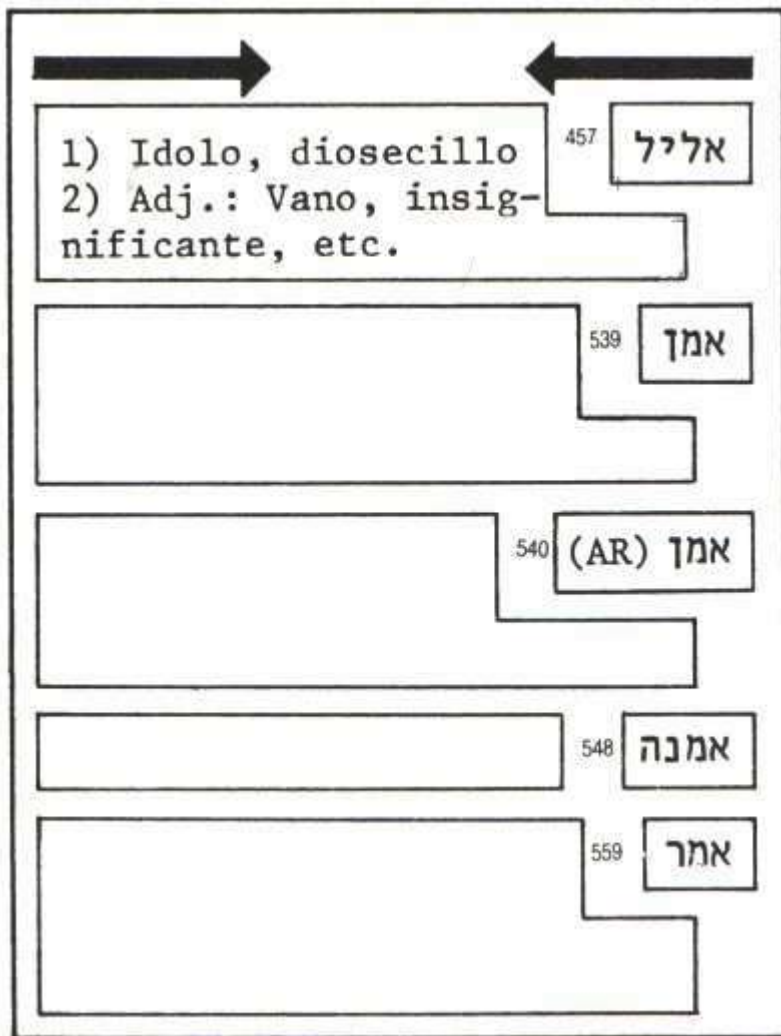 1) Idolo, diosecillo
2) Adj.: Vano, insig-
nificante, etc.
457 אליל
539 אמן
540 אמן (AR)
548 אמנה
559 אמר